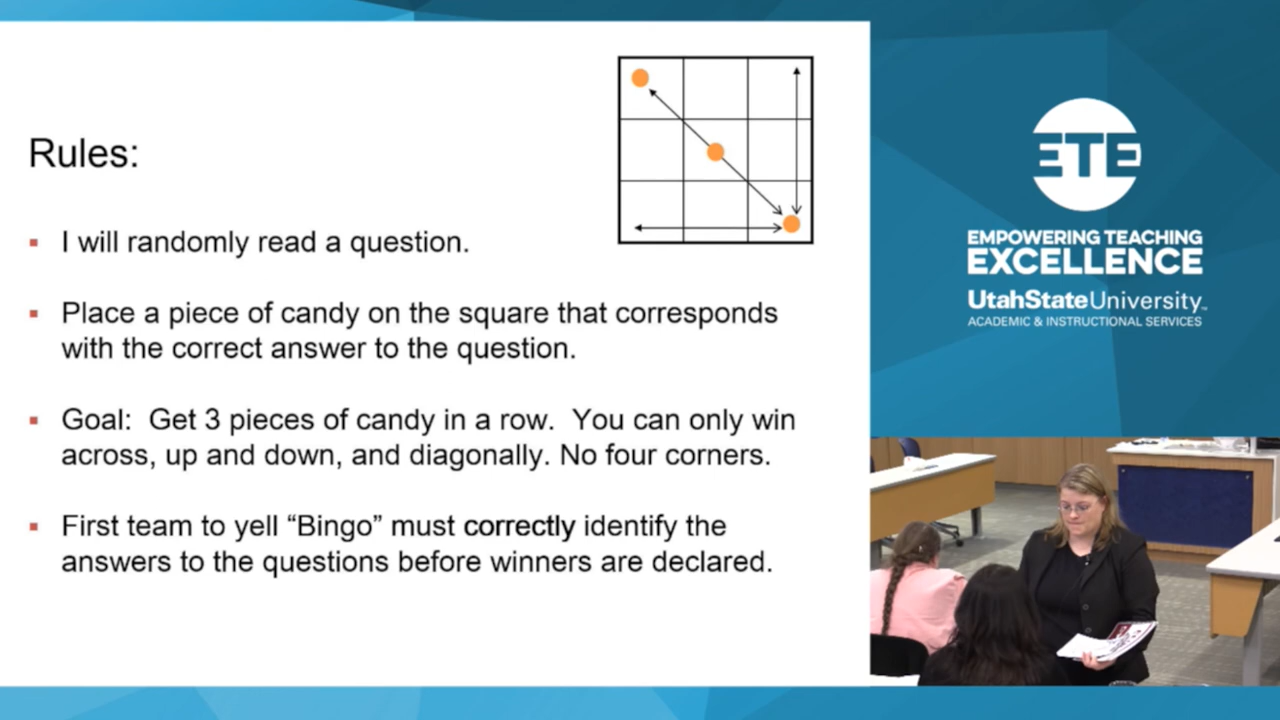 Rules:
▪ I will randomly read a question.
▪ Place a piece of candy on the square that corresponds
with the correct answer to the question.
▪ Goal:  Get 3 pieces of candy in a row.  You can only win
across, up and down, and diagonally. No four corners.
▪ First team to yell “Bingo” must correctly identify the
answers to the questions before winners are declared.
ETE
EMPOWERING TEACHING
EXCELLENCE
UtahStateUniversity™
ACADEMIC & INSTRUCTIONAL SERVICES